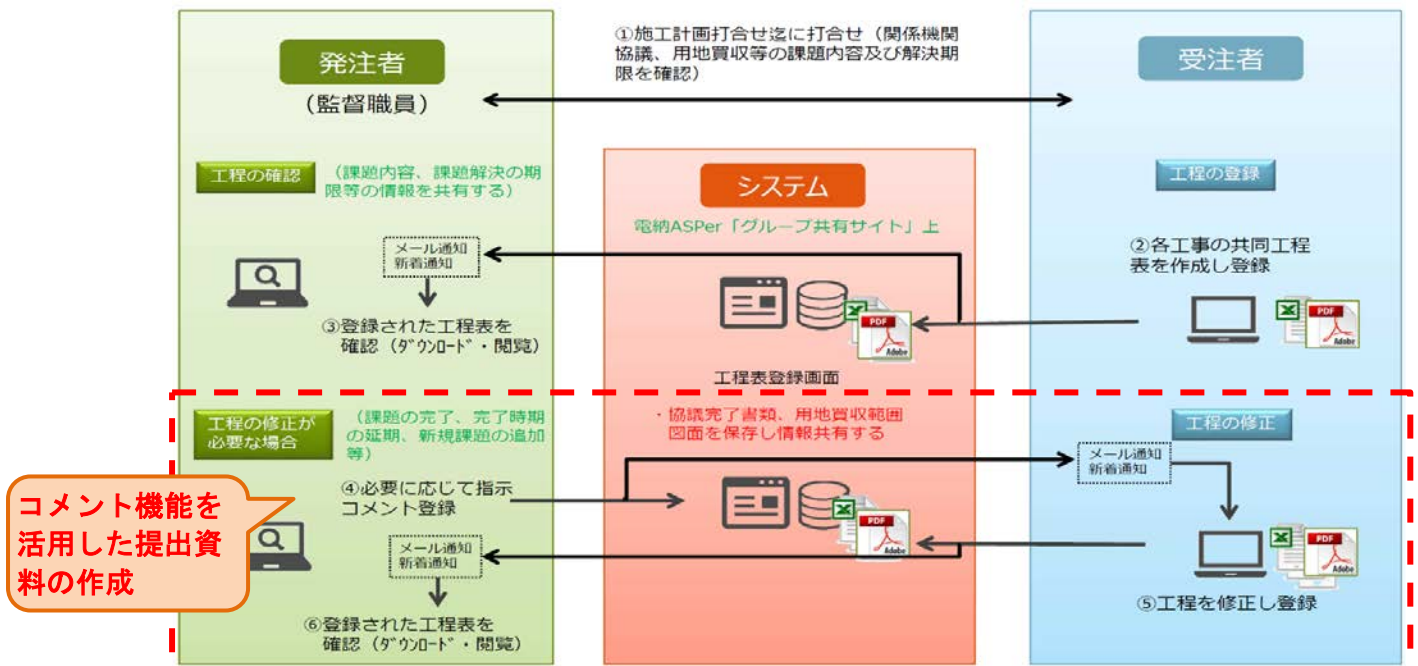 ①施工計画打合せ迄に打合せ（関係機関
協議、用地買収等の課題内容及び解決期
限を確認）
発注者
（監督職員）
受注者
工程の確認
（課題内容、課題解決の期
限等の情報を共有する）
システム
電納ASPer「グループ共有サイト」上
工程の登録
②各工事の共同工程
表を作成し登録
メール通知
新着通知
③登録された工程表を
確認（ﾀﾞｳﾝﾛｰﾄﾞ・閲覧）
PDF
Adobe
PDF
Adobe
工程表登録画面
工程の修正が
必要な場合
（課題の完了、完了時期
の延期、新規課題の追加
等）
・協議完了書類、用地買収範囲
図面を保存し情報共有する
工程の修正
メール通知
新着通知
コメント機能を
活用した提出資
料の作成
④必要に応じて指示
コメント登録
メール通知
新着通知
PDF
Adobe
PDF
Adobe
⑤工程を修正し登録
⑥登録された工程表を
確認（ﾀﾞｳﾝﾛｰﾄﾞ・閲覧）